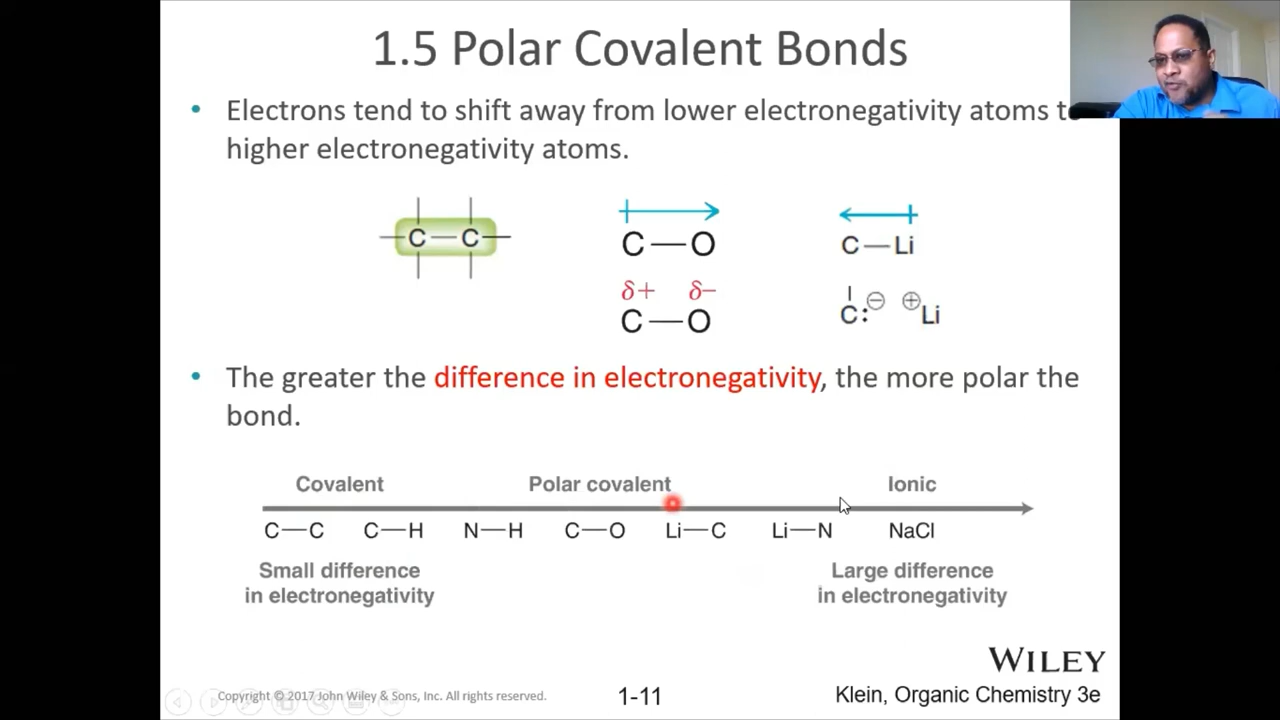 1.5 Polar Covalent Bonds
• Electrons tend to shift away from lower electronegativity atoms
higher electronegativity atoms.
C—C
C—O
C—Li
δ+ δ−
C—O
C:⊖ ⊕Li
• The greater the difference in electronegativity, the more polar the
bond.
Covalent Polar covalent Ionic
C—C C—H N—H C—O Li—C Li—N NaCl
Small difference
in electronegativity
Large difference
in electronegativity
WILEY
Copyright © 2017 John Wiley & Sons, Inc. All rights reserved.
1-11
Klein, Organic Chemistry 3e